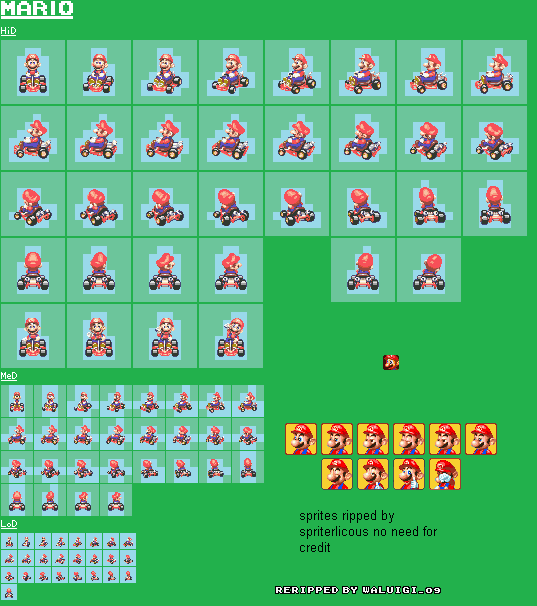 MARIO
HiD
MeD
LoD
sprites ripped by
spriterlicous no need for
credit
RERIPPED BY WALUIGI_09